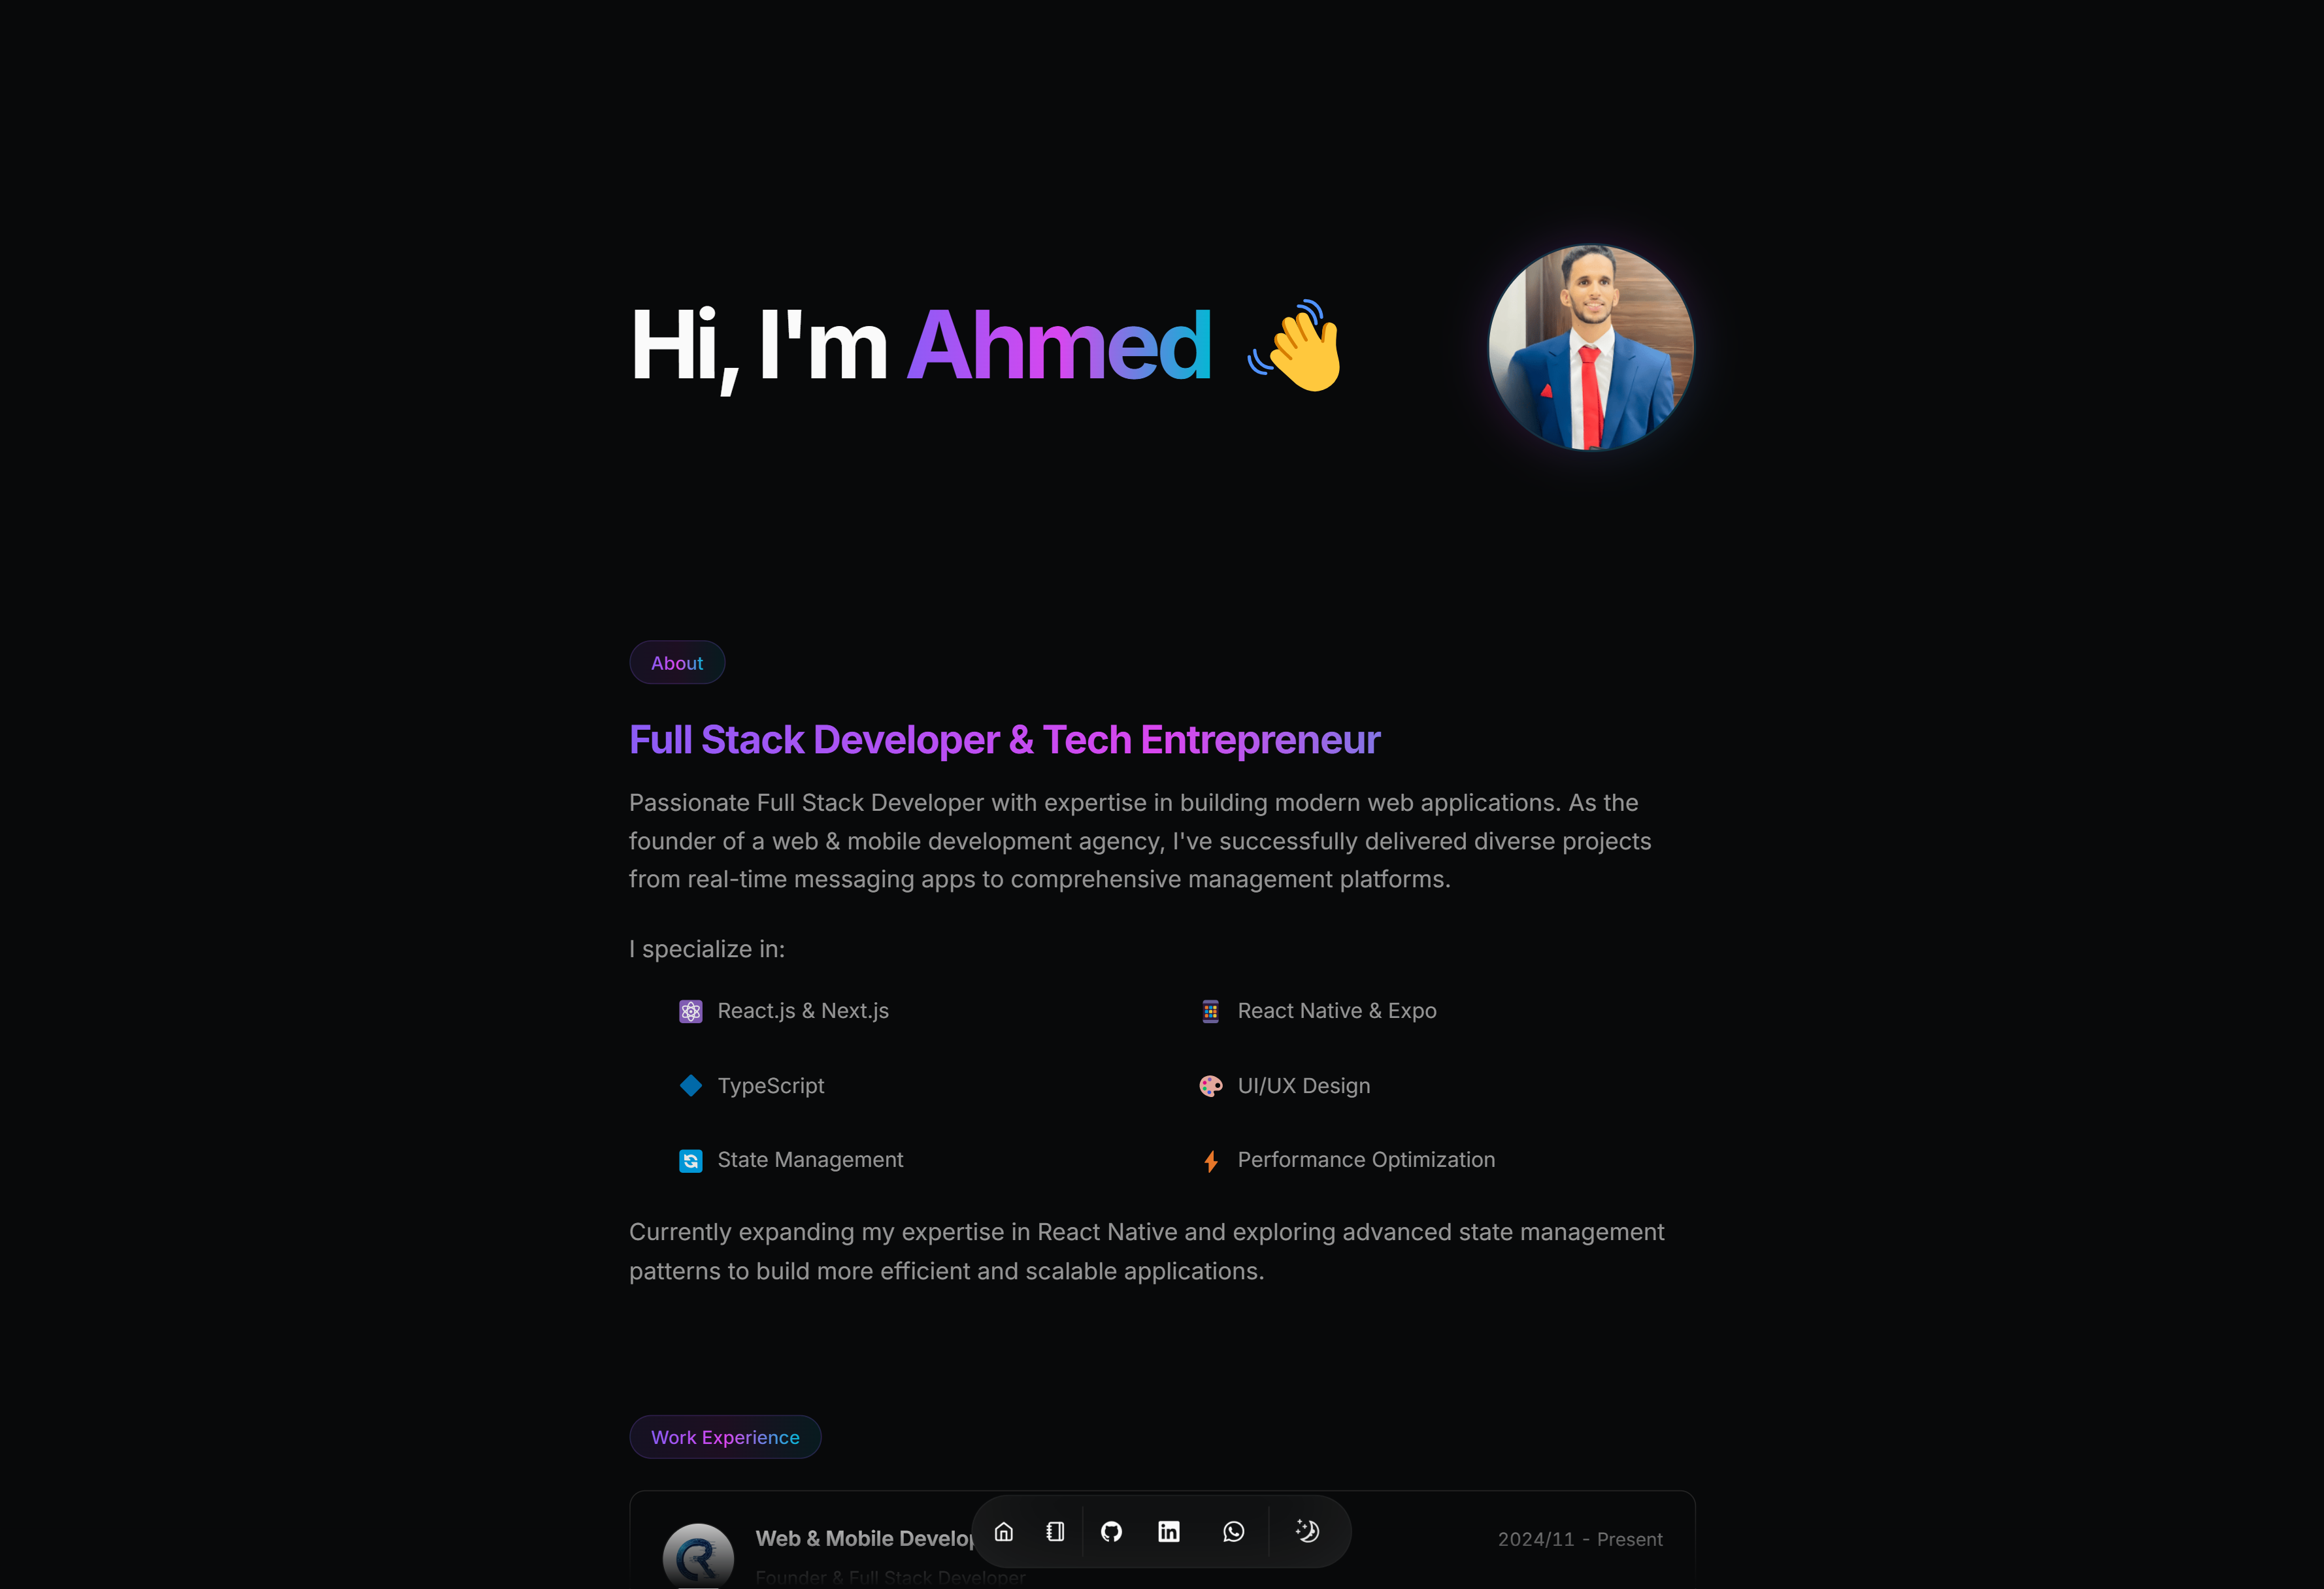 Hi, I'm Ahmed 👋
About
Full Stack Developer & Tech Entrepreneur
Passionate Full Stack Developer with expertise in building modern web applications. As the
founder of a web & mobile development agency, I've successfully delivered diverse projects
from real-time messaging apps to comprehensive management platforms.
I specialize in:
React.js & Next.js
React Native & Expo
TypeScript
UI/UX Design
State Management
Performance Optimization
Currently expanding my expertise in React Native and exploring advanced state management
patterns to build more efficient and scalable applications.
Work Experience
Web & Mobile Develop
2024/11 - Present
Founder & Full Stack Developer